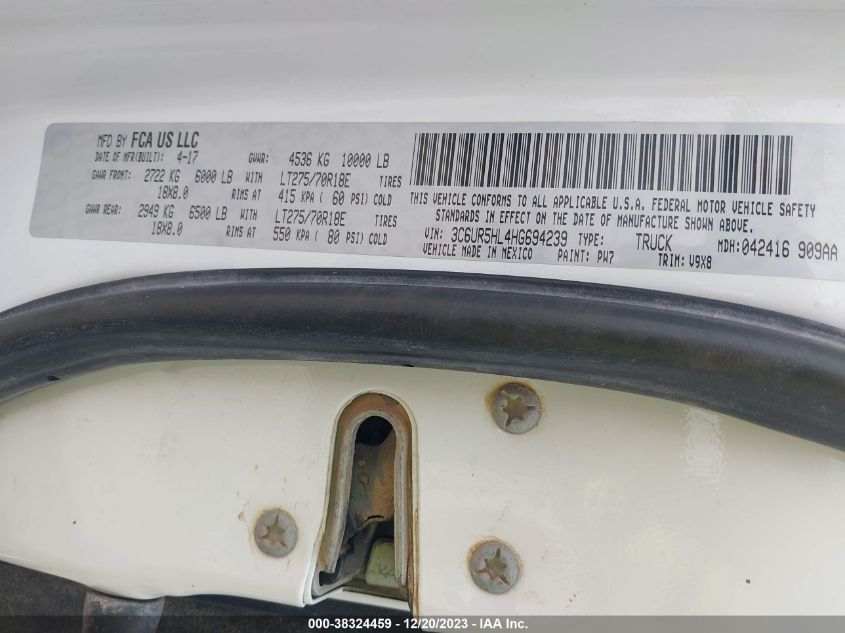 MFD BY FCA US LLC
DATE OF MFR(BUILT): 4-17 GVWR: 4536 KG 10000 LB
GAWR FRONT: 2722 KG 6000 LB WITH LT275/70R18E TIRES
18X8.0 RIMS AT 415 KPA ( 60 PSI) COLD
GAWR REAR: 2949 KG 6500 LB WITH LT275/70R18E TIRES
18X8.0 RIMS AT 550 KPA ( 80 PSI) COLD
THIS VEHICLE CONFORMS TO ALL APPLICABLE U.S.A. FEDERAL MOTOR VEHICLE SAFETY
STANDARDS IN EFFECT ON THE DATE OF MANUFACTURE SHOWN ABOVE.
VIN: 3C6UR5HL4HG694239 TYPE: TRUCK MDH: 042416 909AA
VEHICLE MADE IN MEXICO PAINT: PW7 TRIM: V9X8
000-38324459 - 12/20/2023 - IAA Inc.